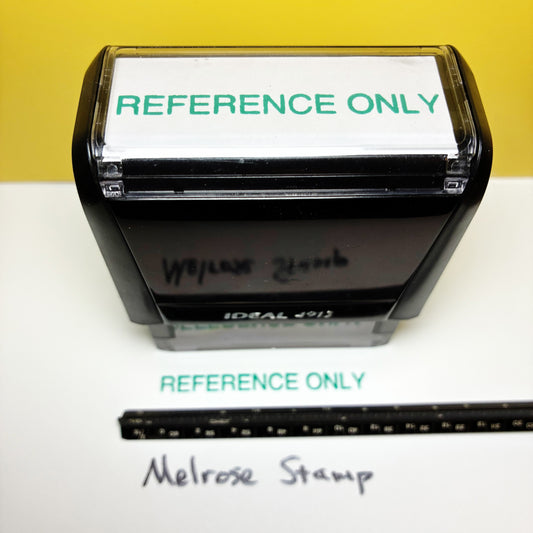 REFERENCE ONLY
IDEAL 4913
REFERENCE ONLY
Melrose Stamp